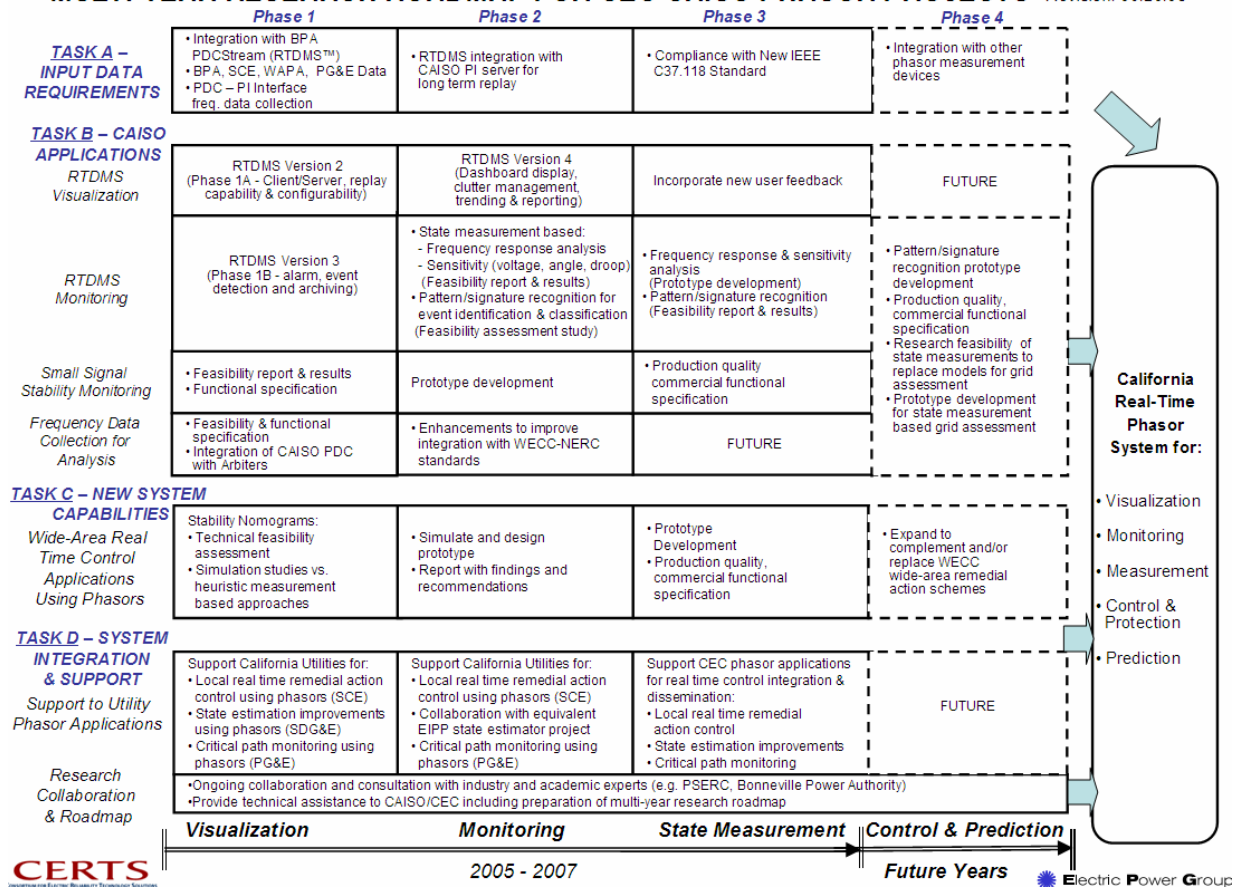 Phase 1
Phase 2
Phase 3
Phase 4
TASK A –
INPUT DATA
REQUIREMENTS
• Integration with BPA
PDCStream (RTDMS™)
• BPA, SCE, WAPA, PG&E Data
• PDC – PI Interface
freq. data collection
• RTDMS integration with
CAISO PI server for
long term replay
• Compliance with New IEEE
C37.118 Standard
• Integration with other
phasor measurement
devices
TASK B – CAISO
APPLICATIONS
RTDMS
Visualization
RTDMS Version 2
(Phase 1A - Client/Server, replay
capability & configurability)
RTDMS Version 4
(Dashboard display,
clutter management,
trending & reporting)
Incorporate new user feedback
FUTURE
RTDMS
Monitoring
RTDMS Version 3
(Phase 1B - alarm, event
detection and archiving)
• State measurement based:
- Frequency response analysis
- Sensitivity (voltage, angle, droop)
(Feasibility report & results)
• Pattern/signature recognition for
event identification & classification
(Feasibility assessment study)
• Frequency response & sensitivity
analysis
(Prototype development)
• Pattern/signature recognition
(Feasibility report & results)
• Pattern/signature
recognition prototype
development
• Production quality,
commercial functional
specification
• Research feasibility of
state measurements to
replace models for grid
assessment
• Prototype development
for state measurement
based grid assessment
Small Signal
Stability Monitoring
• Feasibility report & results
• Functional specification
Prototype development
• Production quality
commercial functional
specification
Frequency Data
Collection for
Analysis
• Feasibility & functional
specification
• Integration of CAISO PDC
with Arbiters
• Enhancements to improve
integration with WECC-NERC
standards
FUTURE
TASK C – NEW SYSTEM
CAPABILITIES
Wide-Area Real
Time Control
Applications
Using Phasors
Stability Nomograms:
• Technical feasibility
assessment
• Simulation studies vs.
heuristic measurement
based approaches
• Simulate and design
prototype
• Report with findings and
recommendations
• Prototype
Development
• Production quality,
commercial functional
specification
• Expand to
complement and/or
replace WECC
wide-area remedial
action schemes
TASK D – SYSTEM
INTEGRATION
& SUPPORT
Support to Utility
Phasor Applications
Support California Utilities for:
• Local real time remedial action
control using phasors (SCE)
• State estimation improvements
using phasors (SDG&E)
• Critical path monitoring using
phasors (PG&E)
Support California Utilities for:
• Local real time remedial action
control using phasors (SCE)
• Collaboration with equivalent
EIPP state estimator project
• Critical path monitoring using
phasors (PG&E)
Support CEC phasor applications
for real time control integration &
dissemination:
• Local real time remedial
action control
• State estimation improvements
• Critical path monitoring
FUTURE
Research
Collaboration
& Roadmap
•Ongoing collaboration and consultation with industry and academic experts (e.g. PSERC, Bonneville Power Authority)
•Provide technical assistance to CAISO/CEC including preparation of multi-year research roadmap
California
Real-Time
Phasor
System for:
• Visualization
• Monitoring
• Measurement
• Control &
Protection
• Prediction
Visualization
Monitoring
State Measurement
Control & Prediction
2005 - 2007
Future Years
CERTS
CONSORTIUM FOR ELECTRIC RELIABILITY TECHNOLOGY SOLUTIONS
Electric Power Group